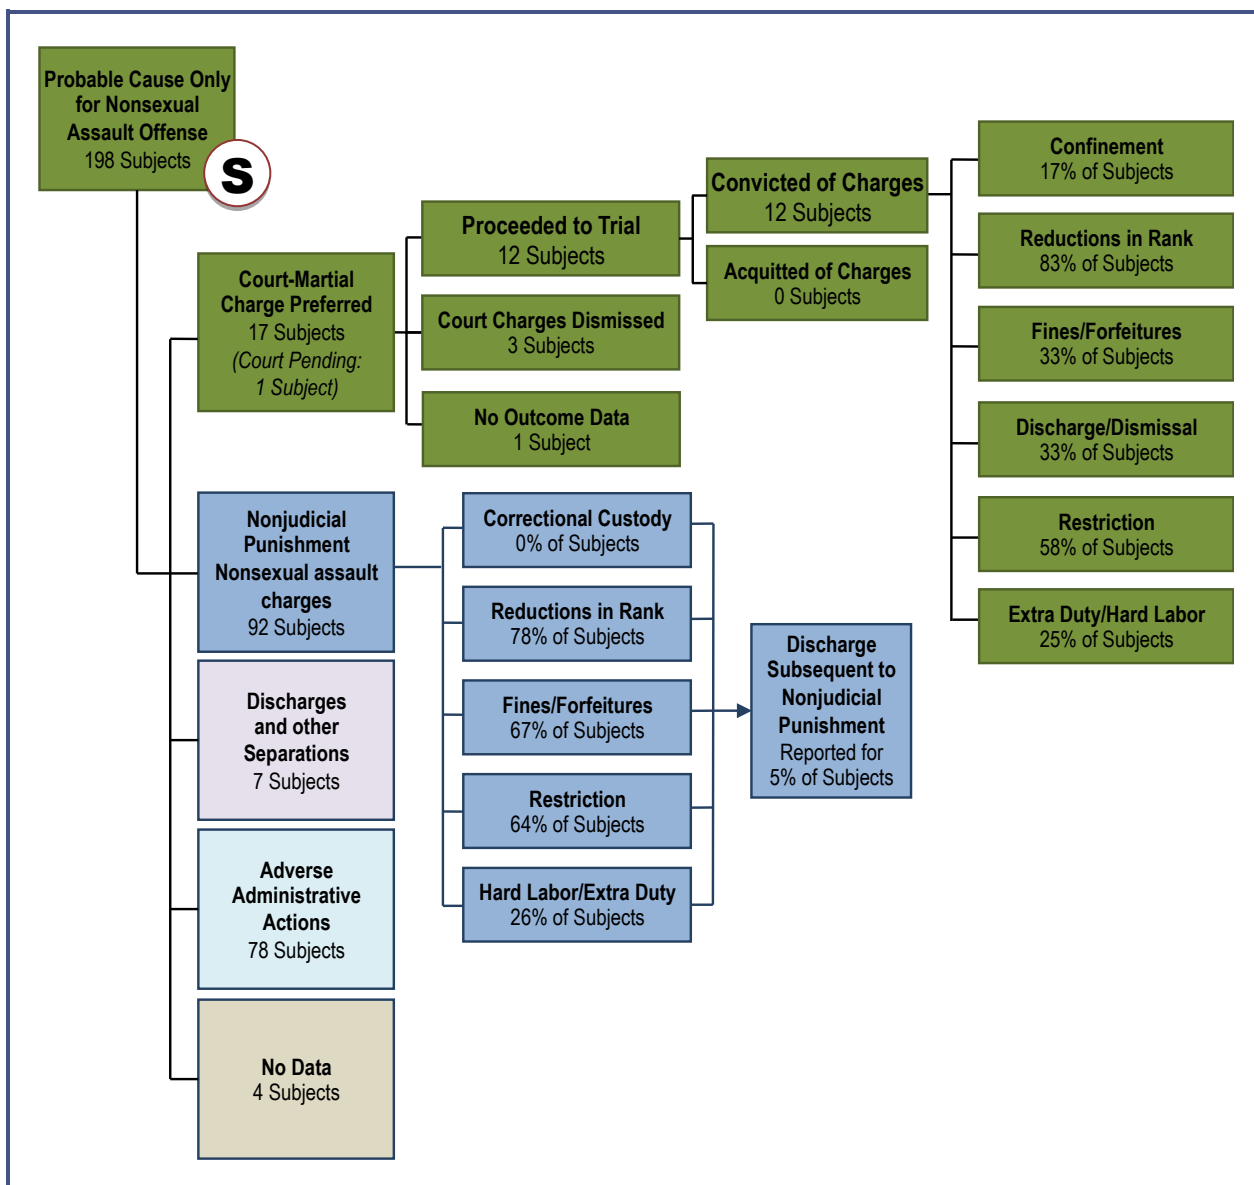 Probable Cause Only
for Nonsexual
Assault Offense
198 Subjects
S
Court-Martial
Charge Preferred
17 Subjects
(Court Pending:
1 Subject)
Proceeded to Trial
12 Subjects
Court Charges Dismissed
3 Subjects
No Outcome Data
1 Subject
Convicted of Charges
12 Subjects
Acquitted of Charges
0 Subjects
Confinement
17% of Subjects
Reductions in Rank
83% of Subjects
Fines/Forfeitures
33% of Subjects
Discharge/Dismissal
33% of Subjects
Restriction
58% of Subjects
Extra Duty/Hard Labor
25% of Subjects
Nonjudicial
Punishment
Nonsexual assault
charges
92 Subjects
Correctional Custody
0% of Subjects
Reductions in Rank
78% of Subjects
Fines/Forfeitures
67% of Subjects
Restriction
64% of Subjects
Hard Labor/Extra Duty
26% of Subjects
Discharge
Subsequent to
Nonjudicial
Punishment
Reported for
5% of Subjects
Discharges
and other
Separations
7 Subjects
Adverse
Administrative
Actions
78 Subjects
No Data
4 Subjects